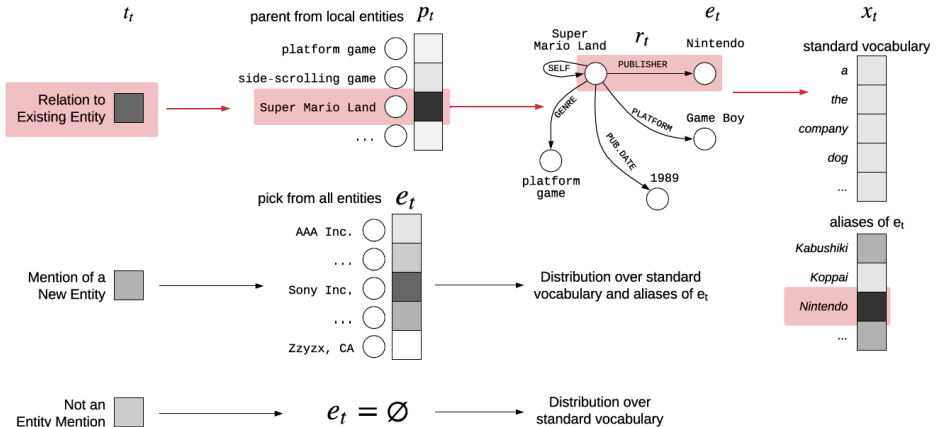 t_t
parent from local entities
p_t
platform game
side-scrolling game
Super Mario Land
...
Relation to
Existing Entity
Super
Mario Land
r_t
e_t
Nintendo
SELF
PUBLISHER
GENRE
PLATFORM
Game Boy
PUB.DATE
platform
game
1989
x_t
standard vocabulary
a
the
company
dog
...
aliases of e_t
Kabushiki
Koppai
Nintendo
...
pick from all entities
e_t
AAA Inc.
...
Sony Inc.
...
Zzyzx, CA
Mention of a
New Entity
Distribution over standard
vocabulary and aliases of e_t
Not an
Entity Mention
e_t = ∅
Distribution over
standard vocabulary